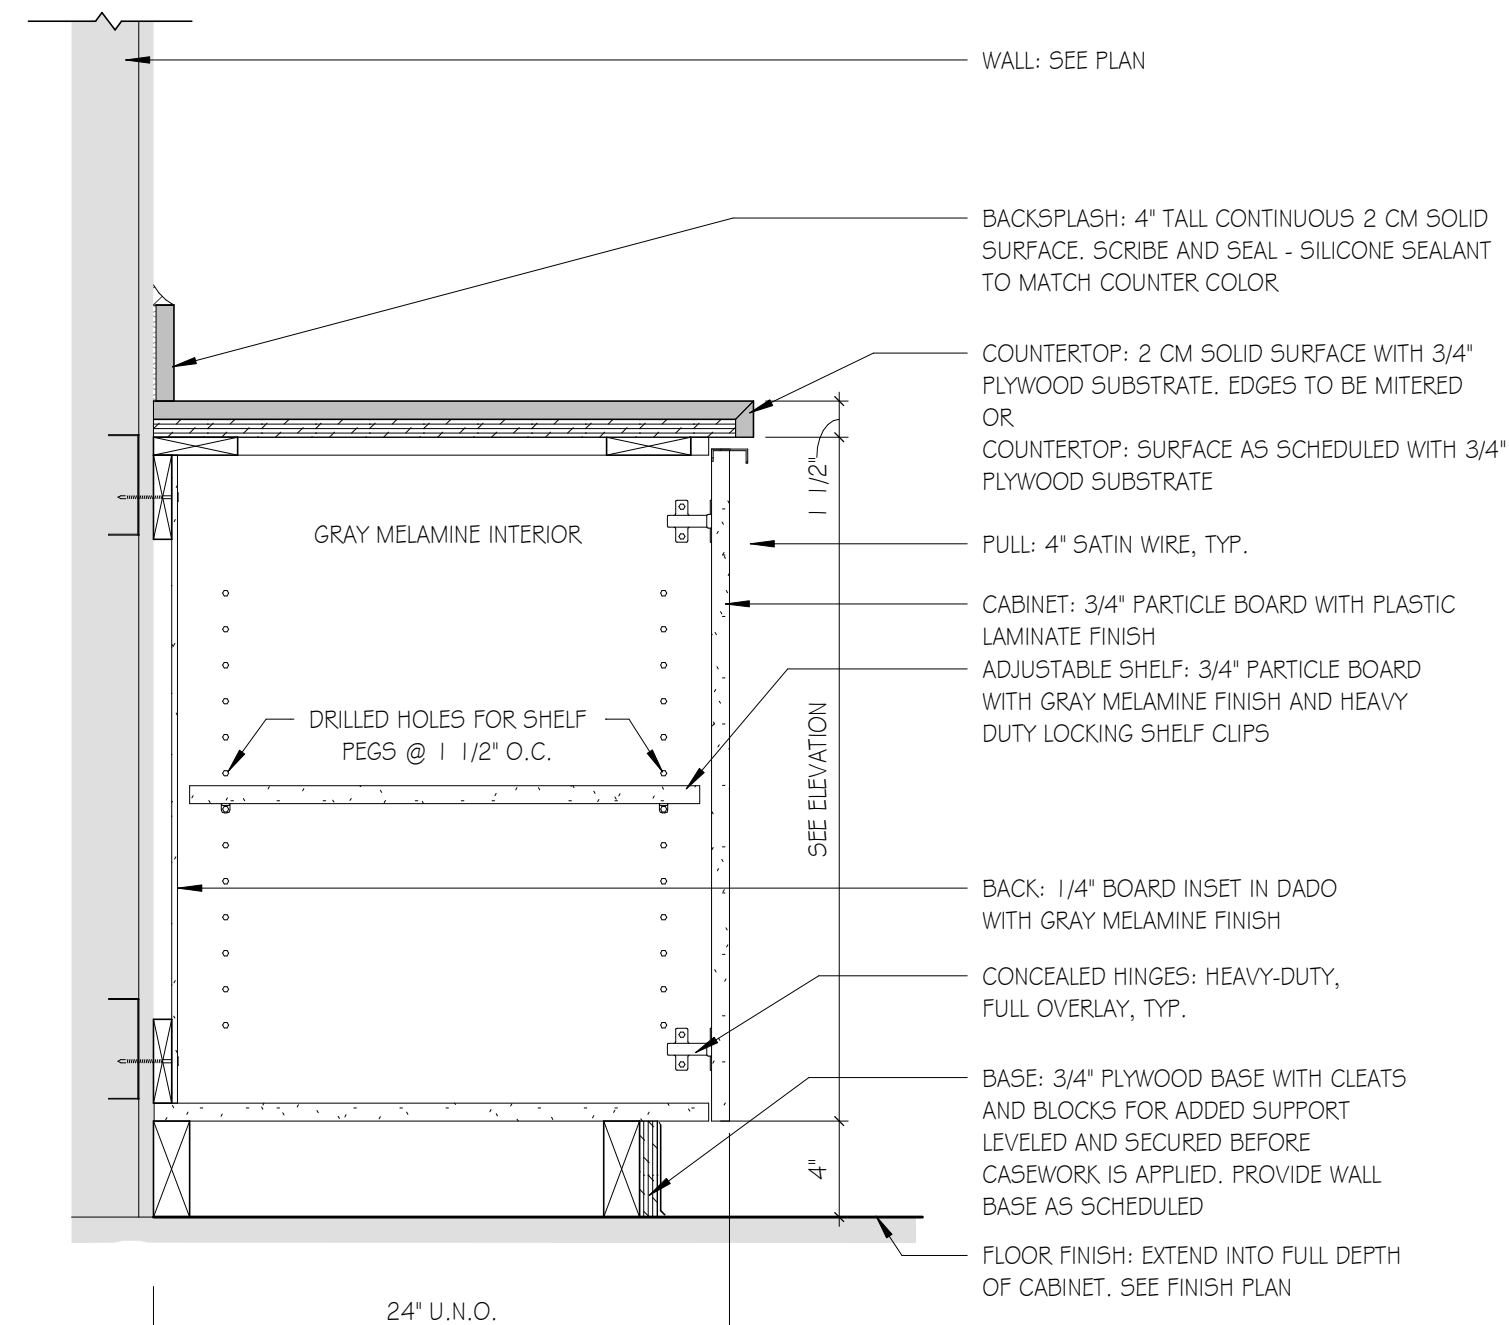 WALL: SEE PLAN
BACKSPLASH: 4" TALL CONTINUOUS 2 CM SOLID
SURFACE. SCRIBE AND SEAL - SILICONE SEALANT
TO MATCH COUNTER COLOR
COUNTERTOP: 2 CM SOLID SURFACE WITH 3/4"
PLYWOOD SUBSTRATE. EDGES TO BE MITERED
OR
COUNTERTOP: SURFACE AS SCHEDULED WITH 3/4"
PLYWOOD SUBSTRATE
1 1/2"
GRAY MELAMINE INTERIOR
PULL: 4" SATIN WIRE, TYP.
CABINET: 3/4" PARTICLE BOARD WITH PLASTIC
LAMINATE FINISH
ADJUSTABLE SHELF: 3/4" PARTICLE BOARD
WITH GRAY MELAMINE FINISH AND HEAVY
DUTY LOCKING SHELF CLIPS
DRILLED HOLES FOR SHELF
PEGS @ 1 1/2" O.C.
SEE ELEVATION
BACK: 1/4" BOARD INSET IN DADO
WITH GRAY MELAMINE FINISH
CONCEALED HINGES: HEAVY-DUTY,
FULL OVERLAY, TYP.
BASE: 3/4" PLYWOOD BASE WITH CLEATS
AND BLOCKS FOR ADDED SUPPORT
LEVELED AND SECURED BEFORE
CASEWORK IS APPLIED. PROVIDE WALL
BASE AS SCHEDULED
4"
FLOOR FINISH: EXTEND INTO FULL DEPTH
OF CABINET. SEE FINISH PLAN
24" U.N.O.